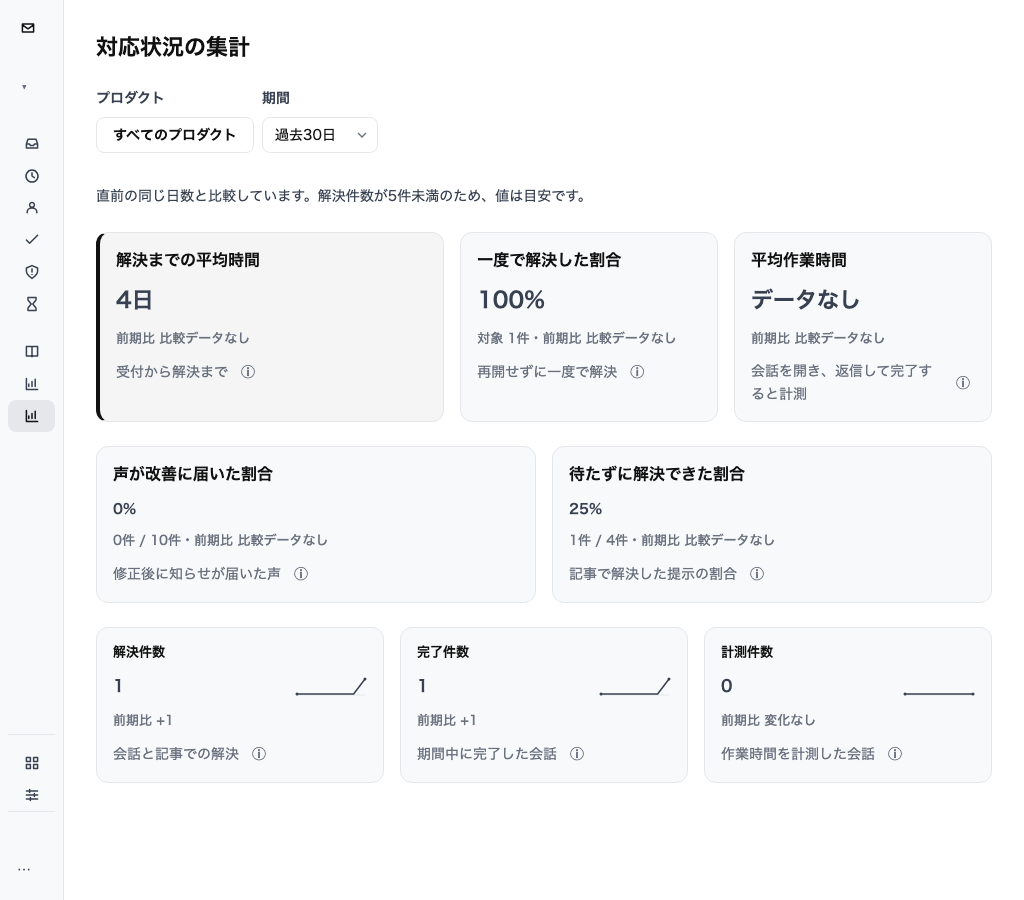 対応状況の集計
プロダクト 期間
すべてのプロダクト 過去30日
直前の同じ日数と比較しています。解決件数が5件未満のため、値は目安です。
解決までの平均時間
4日
前期比 比較データなし
受付から解決まで
一度で解決した割合
100%
対象 1件・前期比 比較データなし
再開せずに一度で解決
平均作業時間
データなし
前期比 比較データなし
会話を開き、返信して完了す
ると計測
声が改善に届いた割合
0%
0件 / 10件・前期比 比較データなし
修正後に知らせが届いた声
待たずに解決できた割合
25%
1件 / 4件・前期比 比較データなし
記事で解決した提示の割合
解決件数
1
前期比 +1
会話と記事での解決
完了件数
1
前期比 +1
期間中に完了した会話
計測件数
0
前期比 変化なし
作業時間を計測した会話